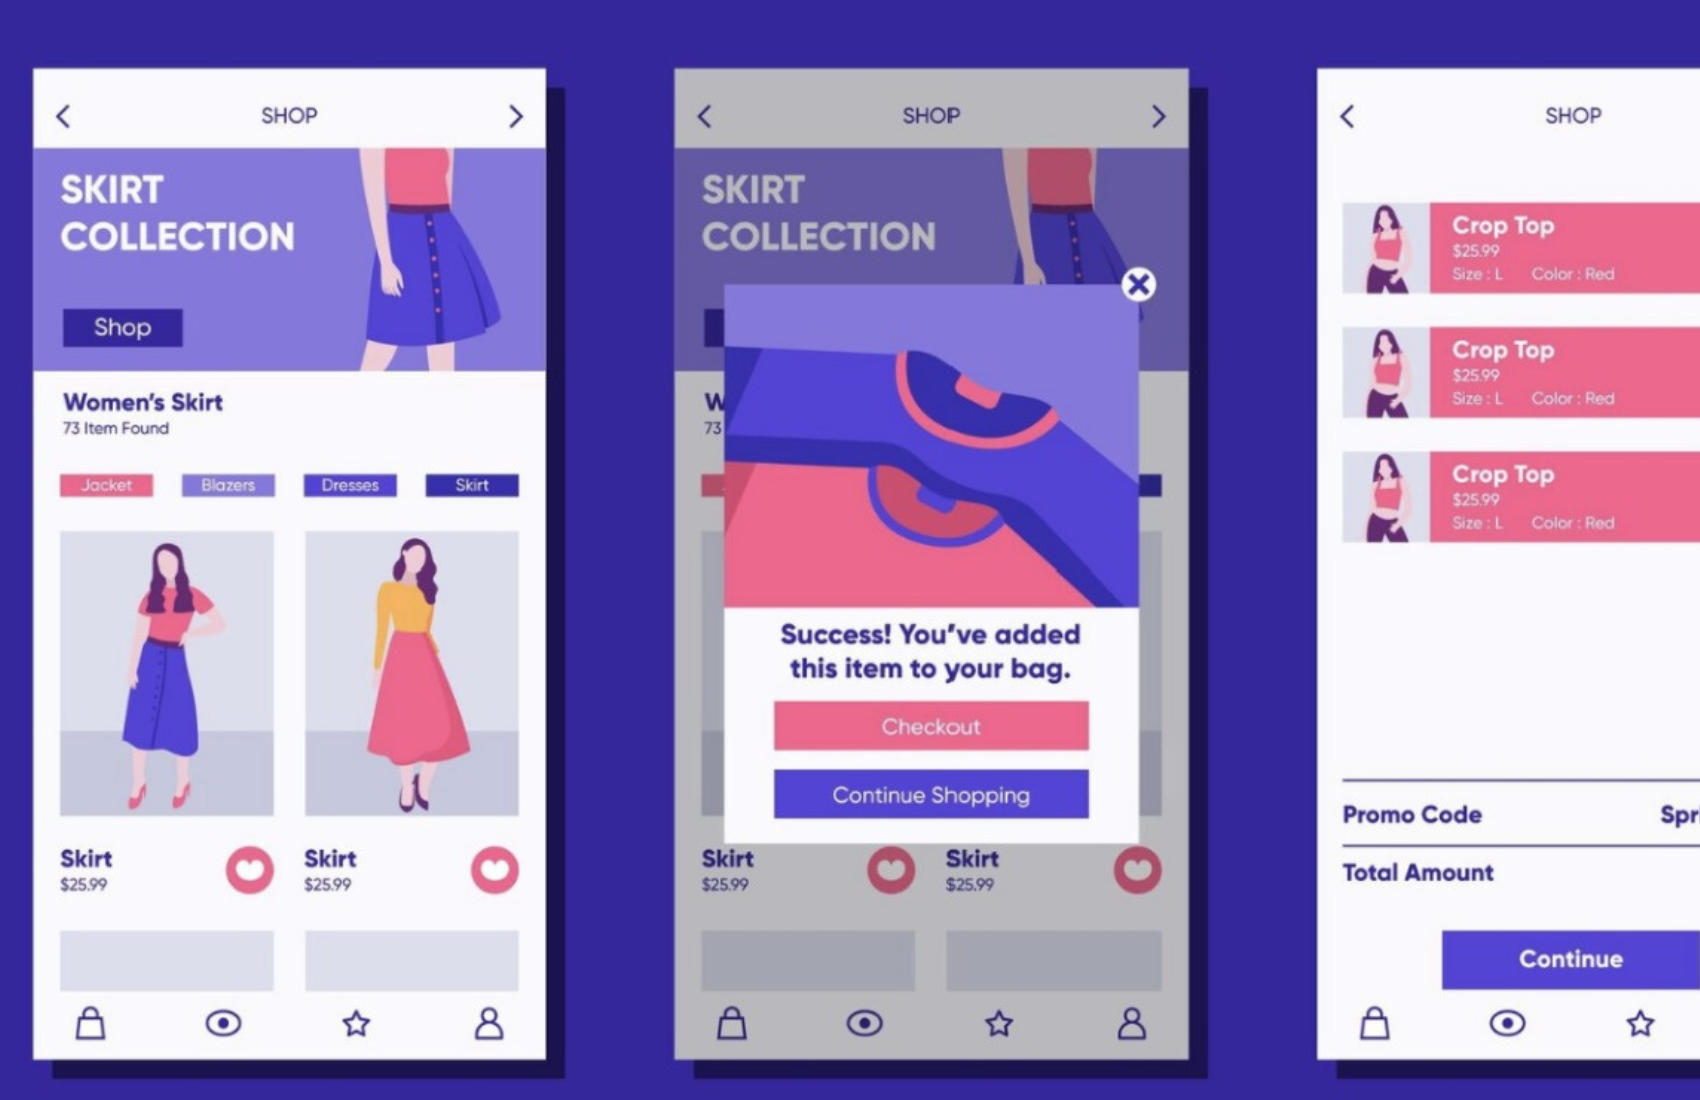 SHOP
SKIRT
COLLECTION
Shop
Women's Skirt
73 Item Found
Jacket Blazers Dresses Skirt
Skirt
$25.99
Skirt
$25.99
SHOP
SKIRT
COLLECTION
W
73
Success! You've added
this item to your bag.
Checkout
Continue Shopping
Skirt
$25.99
Skirt
$25.99
SHOP
Crop Top
$25.99
Size : L Color : Red
Crop Top
$25.99
Size : L Color : Red
Crop Top
$25.99
Size : L Color : Red
Promo Code Spri
Total Amount
Continue